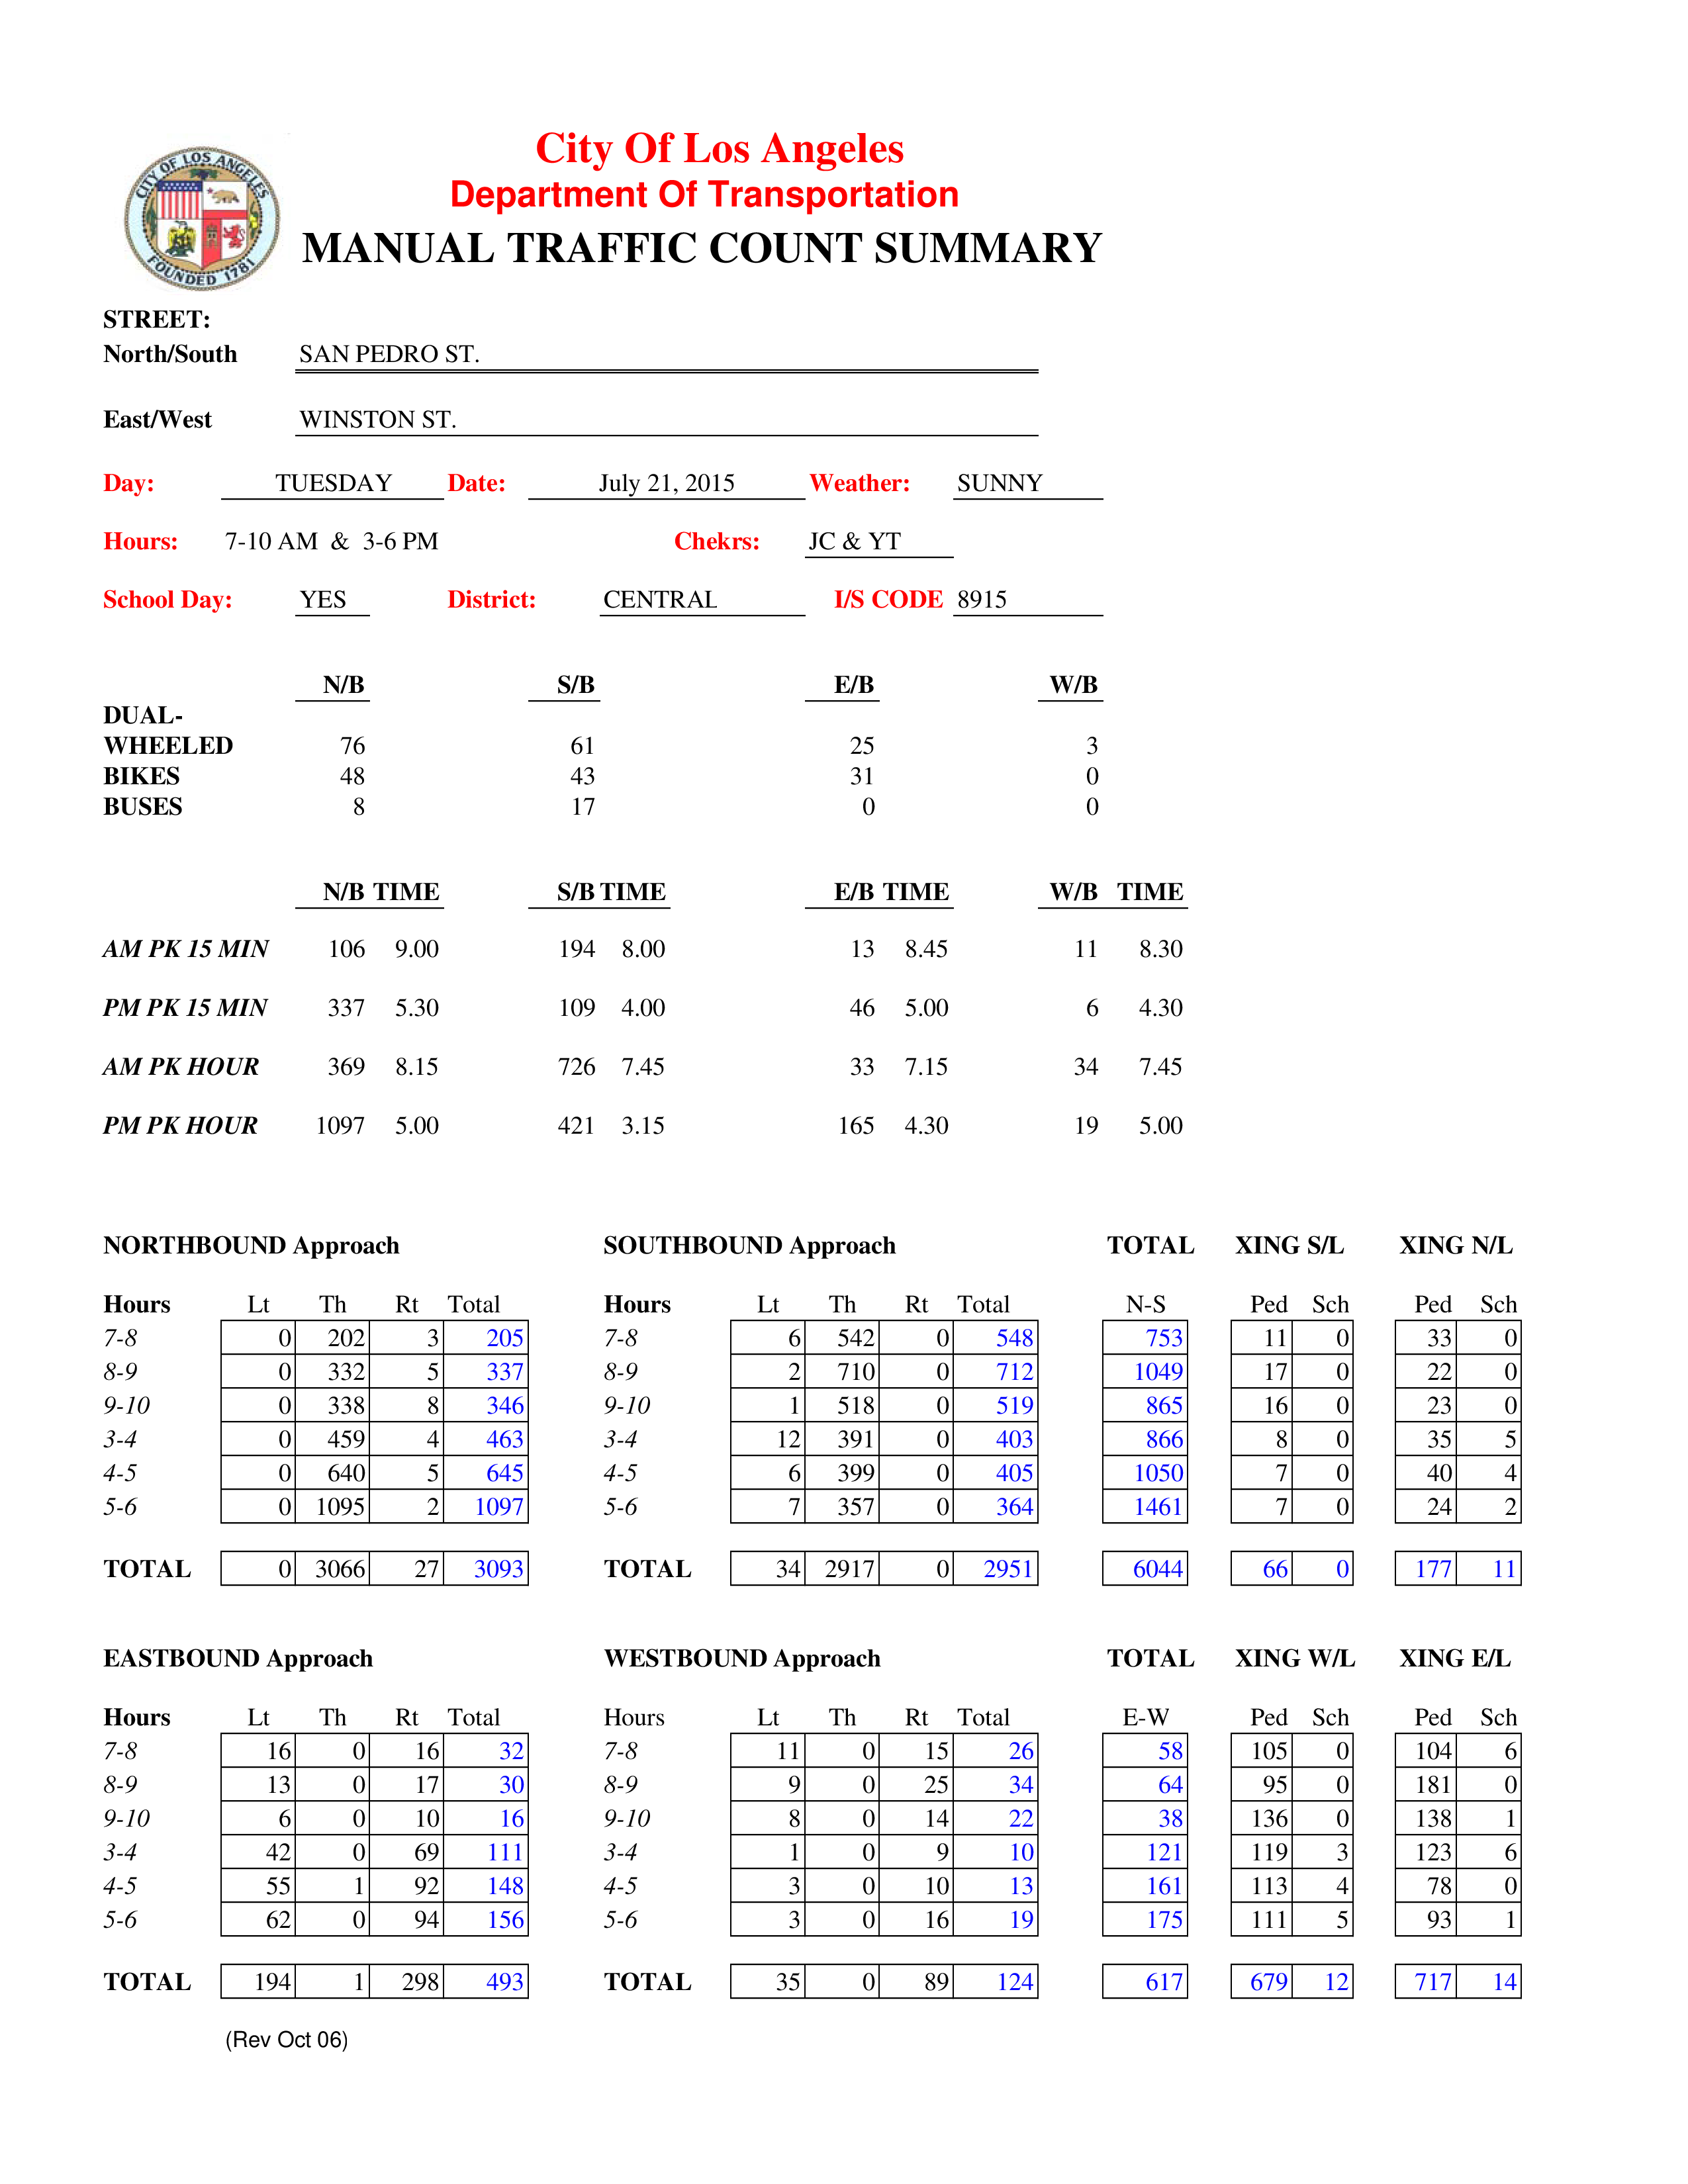 CITY OF LOS ANGELES
FOUNDED 1781
City Of Los Angeles
Department Of Transportation
MANUAL TRAFFIC COUNT SUMMARY
STREET:
North/South SAN PEDRO ST.
East/West WINSTON ST.
Day: TUESDAY Date: July 21, 2015 Weather: SUNNY
Hours: 7-10 AM & 3-6 PM Chekrs: JC & YT
School Day: YES District: CENTRAL I/S CODE 8915
N/B S/B E/B W/B
DUAL-
WHEELED 76 61 25 3
BIKES 48 43 31 0
BUSES 8 17 0 0
N/B TIME S/B TIME E/B TIME W/B TIME
AM PK 15 MIN 106 9.00 194 8.00 13 8.45 11 8.30
PM PK 15 MIN 337 5.30 109 4.00 46 5.00 6 4.30
AM PK HOUR 369 8.15 726 7.45 33 7.15 34 7.45
PM PK HOUR 1097 5.00 421 3.15 165 4.30 19 5.00
NORTHBOUND Approach SOUTHBOUND Approach TOTAL XING S/L XING N/L
Hours Lt Th Rt Total Hours Lt Th Rt Total N-S Ped Sch Ped Sch
7-8 0 202 3 205 7-8 6 542 0 548 753 11 0 33 0
8-9 0 332 5 337 8-9 2 710 0 712 1049 17 0 22 0
9-10 0 338 8 346 9-10 1 518 0 519 865 16 0 23 0
3-4 0 459 4 463 3-4 12 391 0 403 866 8 0 35 5
4-5 0 640 5 645 4-5 6 399 0 405 1050 7 0 40 4
5-6 0 1095 2 1097 5-6 7 357 0 364 1461 7 0 24 2
TOTAL 0 3066 27 3093 TOTAL 34 2917 0 2951 6044 66 0 177 11
EASTBOUND Approach WESTBOUND Approach TOTAL XING W/L XING E/L
Hours Lt Th Rt Total Hours Lt Th Rt Total E-W Ped Sch Ped Sch
7-8 16 0 16 32 7-8 11 0 15 26 58 105 0 104 6
8-9 13 0 17 30 8-9 9 0 25 34 64 95 0 181 0
9-10 6 0 10 16 9-10 8 0 14 22 38 136 0 138 1
3-4 42 0 69 111 3-4 1 0 9 10 121 119 3 123 6
4-5 55 1 92 148 4-5 3 0 10 13 161 113 4 78 0
5-6 62 0 94 156 5-6 3 0 16 19 175 111 5 93 1
TOTAL 194 1 298 493 TOTAL 35 0 89 124 617 679 12 717 14
(Rev Oct 06)